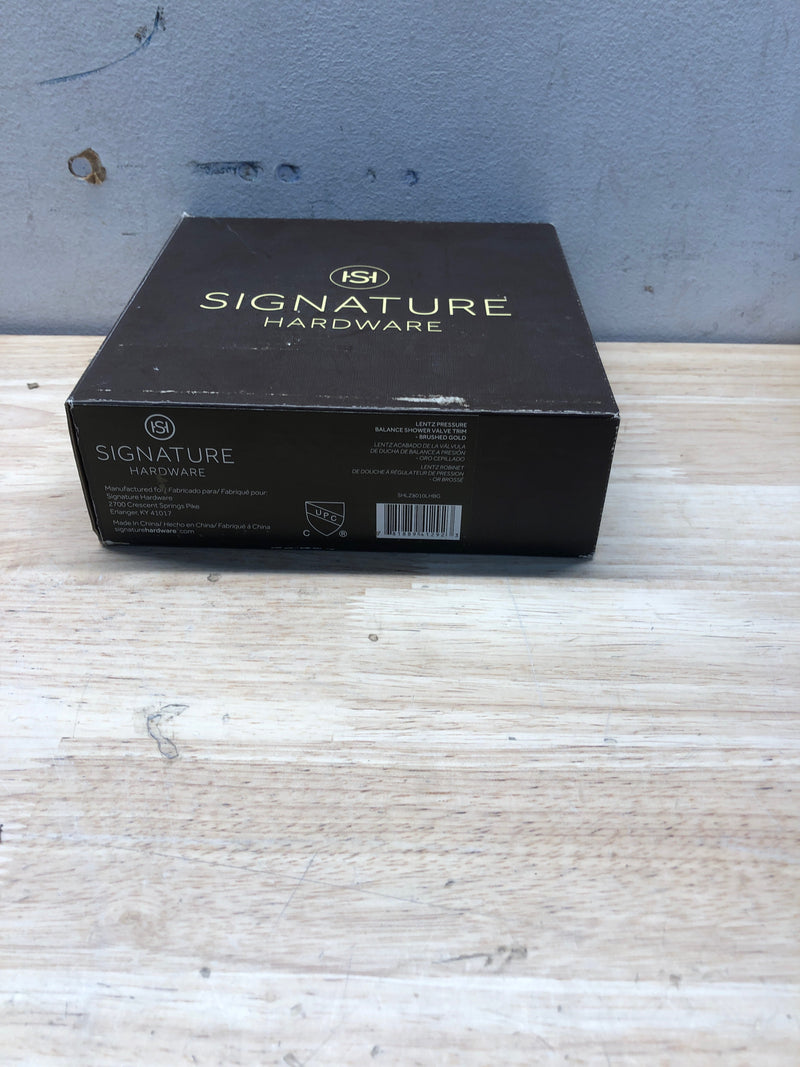 SIGNATURE
HARDWARE
SIGNATURE
HARDWARE
Manufactured for/ Fabricado para/ Fabriqué pour:
Signature Hardware
2700 Crescent Springs Pike
Erlanger, KY 41017
Made In China/ Hecho en China/ Fabriqué à China
signaturehardware.com
UPC
C ®
LENTZ PRESSURE
BALANCE SHOWER VALVE TRIM
- BRUSHED GOLD
LENTZ ACABADO DE LA VÁLVULA
DE DUCHA DE BALANCE A PRESIÓN
- ORO CEPILLADO
LENTZ ROBINET
DE DOUCHE À RÉGULATEUR DE PRESSION
- OR BROSSÉ
SHLZ6010LHBG